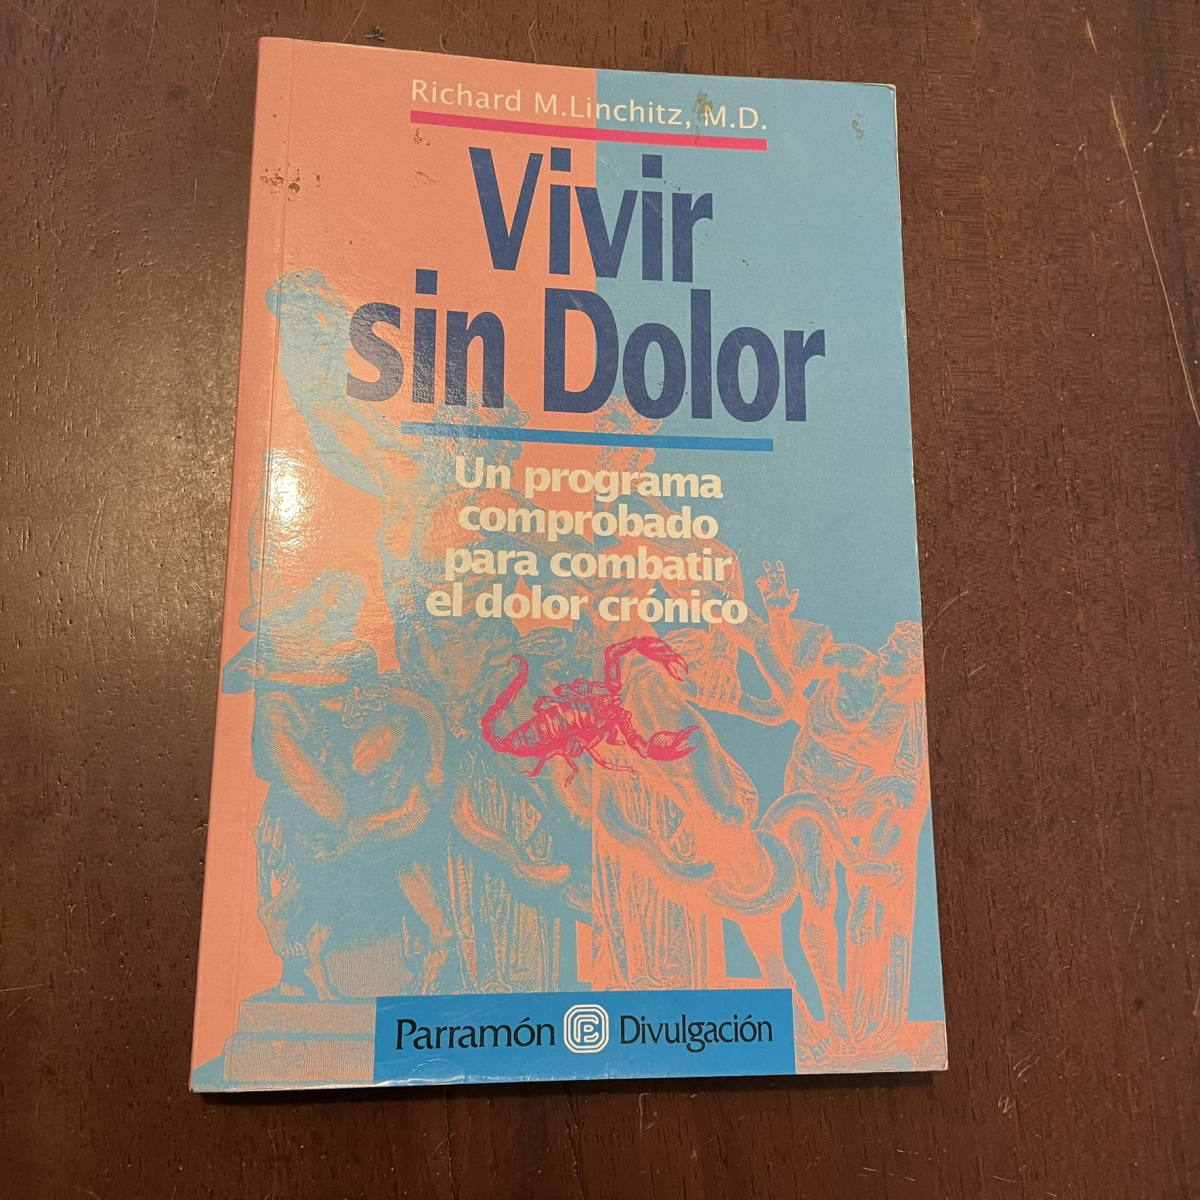 Richard M.Linchitz, M.D.
Vivir
sin Dolor
Un programa
comprobado
para combatir
el dolor crónico
Parramón Divulgación